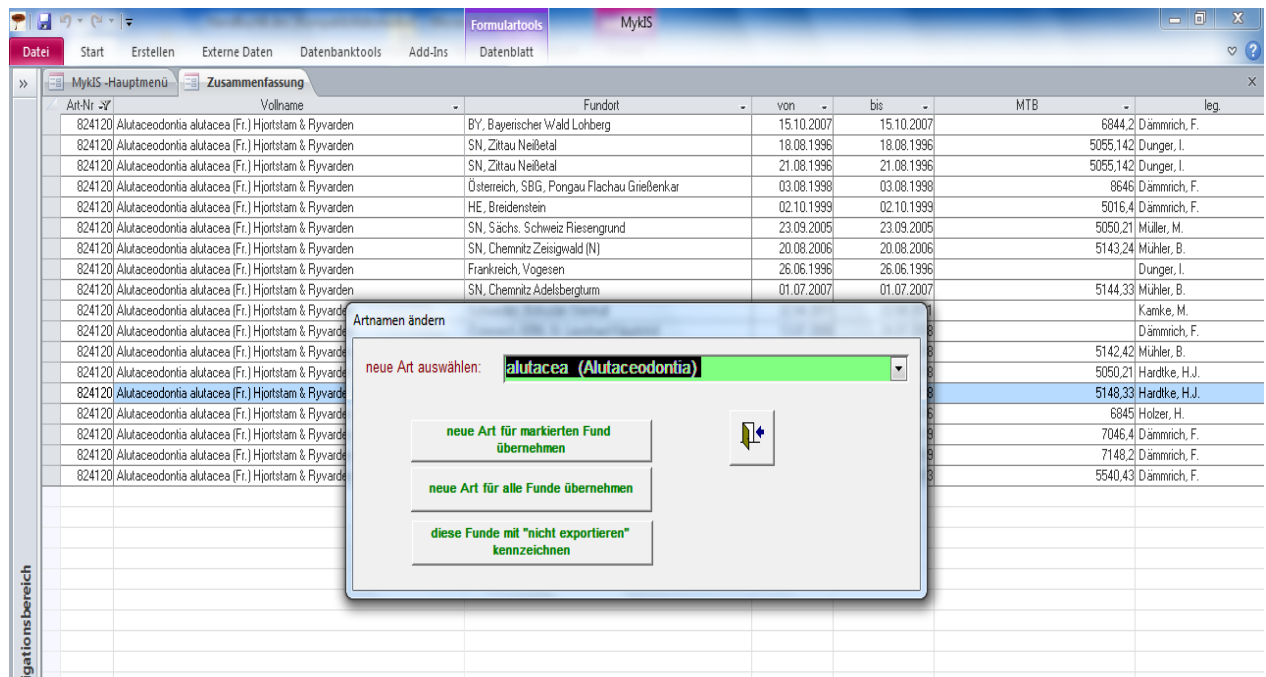 Formulartools MykIS
Datei Start Erstellen Externe Daten Datenbanktools Add-Ins Datenblatt
MykIS -Hauptmenü Zusammenfassung
Art-Nr Vollname Fundort von bis MTB leg.
824120 Alutaceodontia alutacea (Fr.) Hjortstam & Ryvarden BY, Bayerischer Wald Lohberg 15.10.2007 15.10.2007 6844,2 Dämmrich, F.
824120 Alutaceodontia alutacea (Fr.) Hjortstam & Ryvarden SN, Zittau Neißetal 18.08.1996 18.08.1996 5055,142 Dunger, I.
824120 Alutaceodontia alutacea (Fr.) Hjortstam & Ryvarden SN, Zittau Neißetal 21.08.1996 21.08.1996 5055,142 Dunger, I.
824120 Alutaceodontia alutacea (Fr.) Hjortstam & Ryvarden Österreich, SBG, Pongau Flachau Grießenkar 03.08.1998 03.08.1998 8646 Dämmrich, F.
824120 Alutaceodontia alutacea (Fr.) Hjortstam & Ryvarden HE, Breidenstein 02.10.1999 02.10.1999 5016,4 Dämmrich, F.
824120 Alutaceodontia alutacea (Fr.) Hjortstam & Ryvarden SN, Sächs. Schweiz Riesengrund 23.09.2005 23.09.2005 5050,21 Müller, M.
824120 Alutaceodontia alutacea (Fr.) Hjortstam & Ryvarden SN, Chemnitz Zeisigwald (N) 20.08.2006 20.08.2006 5143,24 Mühler, B.
824120 Alutaceodontia alutacea (Fr.) Hjortstam & Ryvarden Frankreich, Vogesen 26.06.1996 26.06.1996 Dunger, I.
824120 Alutaceodontia alutacea (Fr.) Hjortstam & Ryvarden SN, Chemnitz Adelsbergturm 01.07.2007 01.07.2007 5144,33 Mühler, B.
824120 Alutaceodontia alutacea (Fr.) Hjortstam & Ryvarde 1 Kamke, M.
824120 Alutaceodontia alutacea (Fr.) Hjortstam & Ryvarde 8 Dämmrich, F.
824120 Alutaceodontia alutacea (Fr.) Hjortstam & Ryvarde 8 5142,42 Mühler, B.
824120 Alutaceodontia alutacea (Fr.) Hjortstam & Ryvarde 8 5050,21 Hardtke, H.J.
824120 Alutaceodontia alutacea (Fr.) Hjortstam & Ryvarde 8 5148,33 Hardtke, H.J.
824120 Alutaceodontia alutacea (Fr.) Hjortstam & Ryvarde 6 6845 Holzer, H.
824120 Alutaceodontia alutacea (Fr.) Hjortstam & Ryvarde 9 7046,4 Dämmrich, F.
824120 Alutaceodontia alutacea (Fr.) Hjortstam & Ryvarde 9 7148,2 Dämmrich, F.
824120 Alutaceodontia alutacea (Fr.) Hjortstam & Ryvarde 3 5540,43 Dämmrich, F.
Artnamen ändern
neue Art auswählen: alutacea (Alutaceodontia)
neue Art für markierten Fund
übernehmen
neue Art für alle Funde übernehmen
diese Funde mit "nicht exportieren"
kennzeichnen
igationsbereich